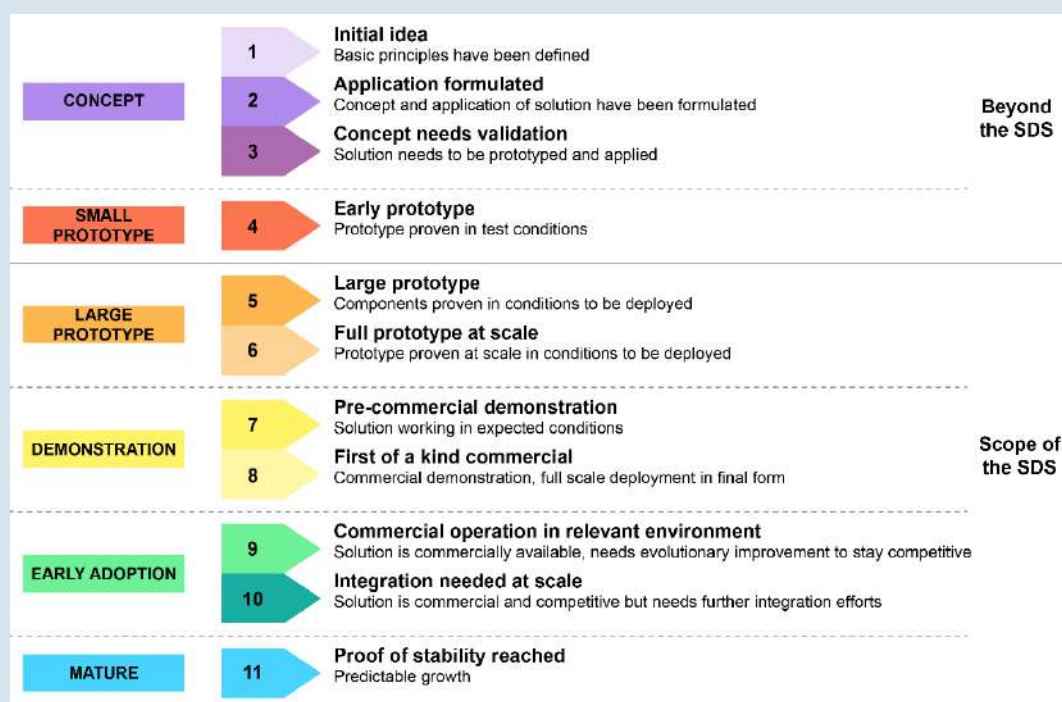 CONCEPT
1
Initial idea
Basic principles have been defined
2
Application formulated
Concept and application of solution have been formulated
3
Concept needs validation
Solution needs to be prototyped and applied
Beyond
the SDS
SMALL
PROTOTYPE
4
Early prototype
Prototype proven in test conditions
LARGE
PROTOTYPE
5
Large prototype
Components proven in conditions to be deployed
6
Full prototype at scale
Prototype proven at scale in conditions to be deployed
DEMONSTRATION
7
Pre-commercial demonstration
Solution working in expected conditions
8
First of a kind commercial
Commercial demonstration, full scale deployment in final form
Scope of
the SDS
EARLY ADOPTION
9
Commercial operation in relevant environment
Solution is commercially available, needs evolutionary improvement to stay competitive
10
Integration needed at scale
Solution is commercial and competitive but needs further integration efforts
MATURE
11
Proof of stability reached
Predictable growth